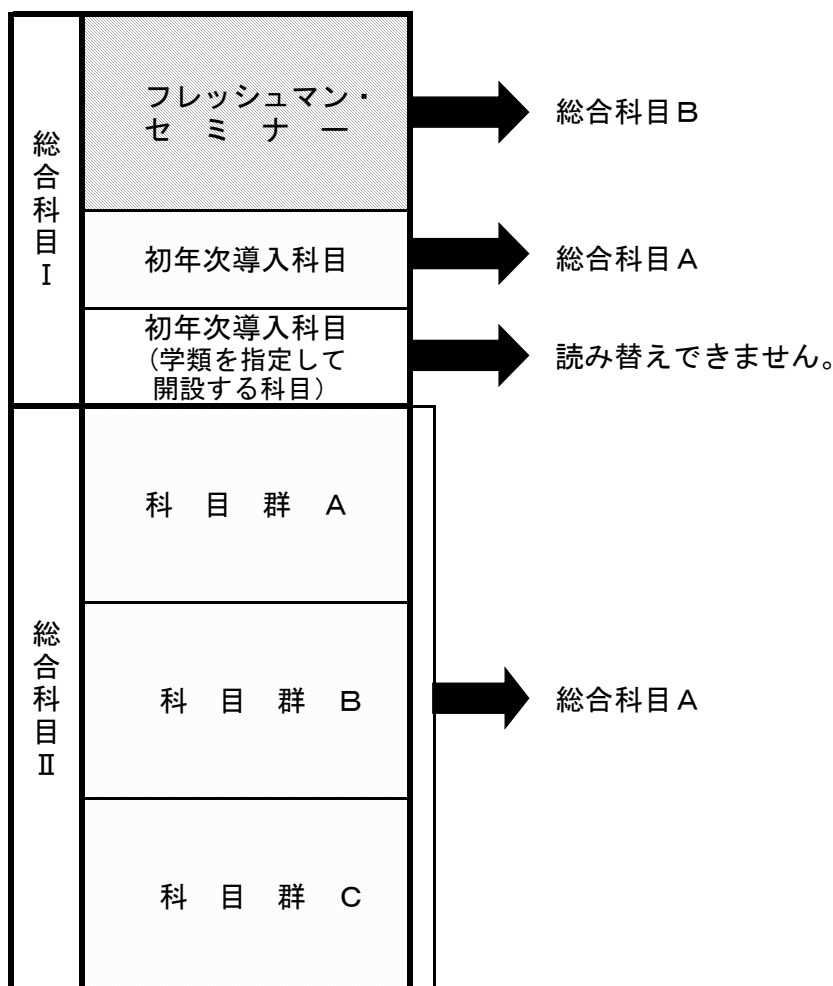 総合科目Ⅰ
フレッシュマン・
セミナー
総合科目B
初年次導入科目
総合科目A
初年次導入科目
(学類を指定して
開設する科目)
読み替えできません。
総合科目Ⅱ
科目群A
科目群B
総合科目A
科目群C